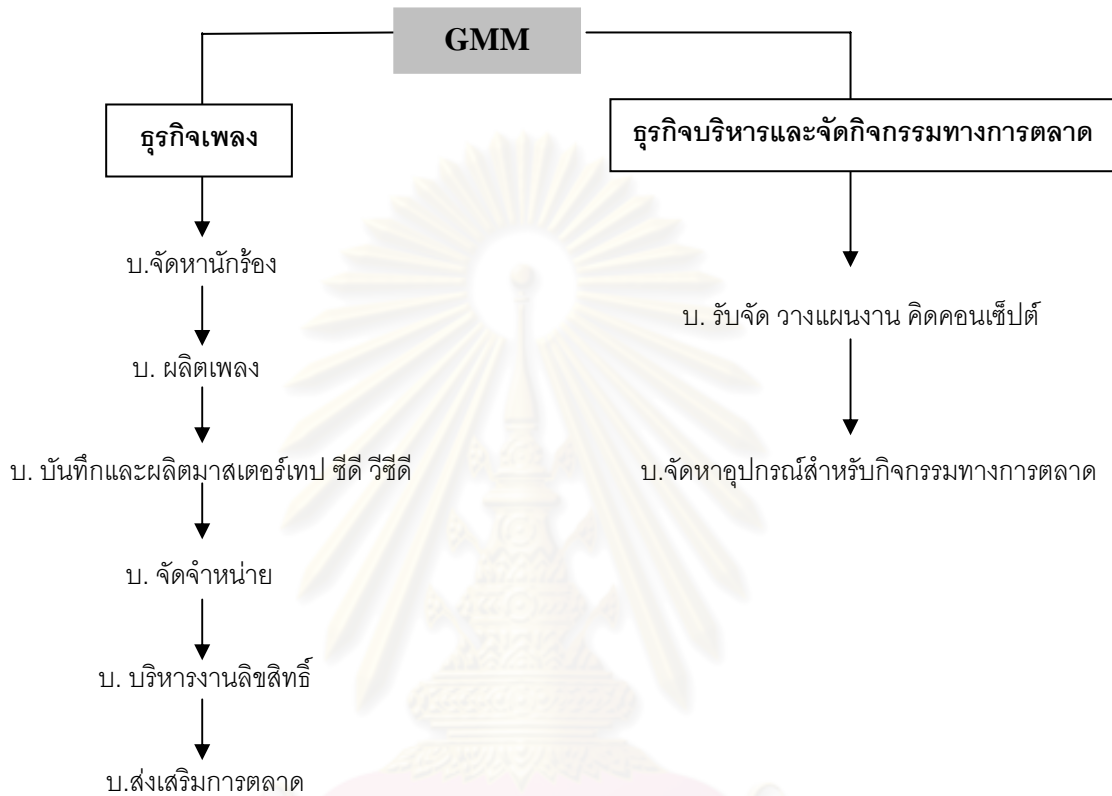 GMM
ธุรกิจเพลง
บ.จัดหานักร้อง
บ. ผลิตเพลง
บ. บันทึกและผลิตมาสเตอร์เทป ซีดี วีซีดี
บ. จัดจำหน่าย
บ. บริหารงานลิขสิทธิ์
บ.ส่งเสริมการตลาด
ธุรกิจบริหารและจัดกิจกรรมทางการตลาด
บ. รับจัด วางแผนงาน คิดคอนเซ็ปต์
บ.จัดหาอุปกรณ์สำหรับกิจกรรมทางการตลาด